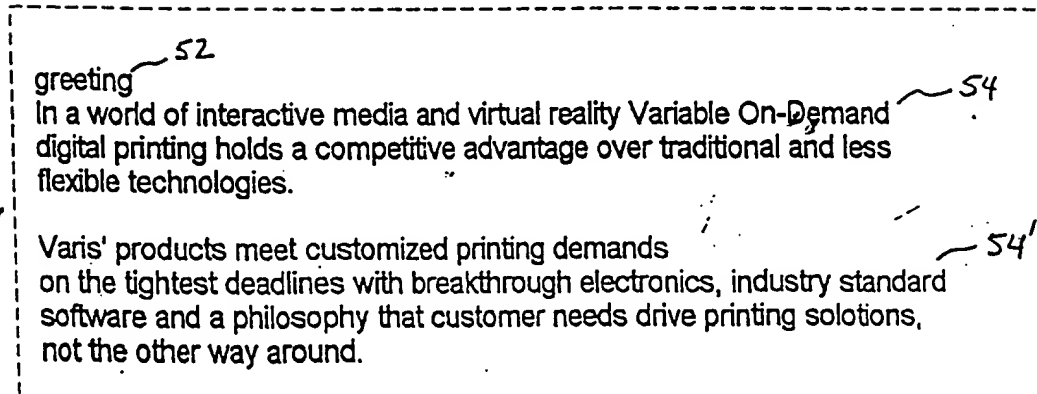 52
greeting
In a world of interactive media and virtual reality Variable On-Demand 54
digital printing holds a competitive advantage over traditional and less
flexible technologies.
Varis' products meet customized printing demands 54'
on the tightest deadlines with breakthrough electronics, industry standard
software and a philosophy that customer needs drive printing solotions,
not the other way around.